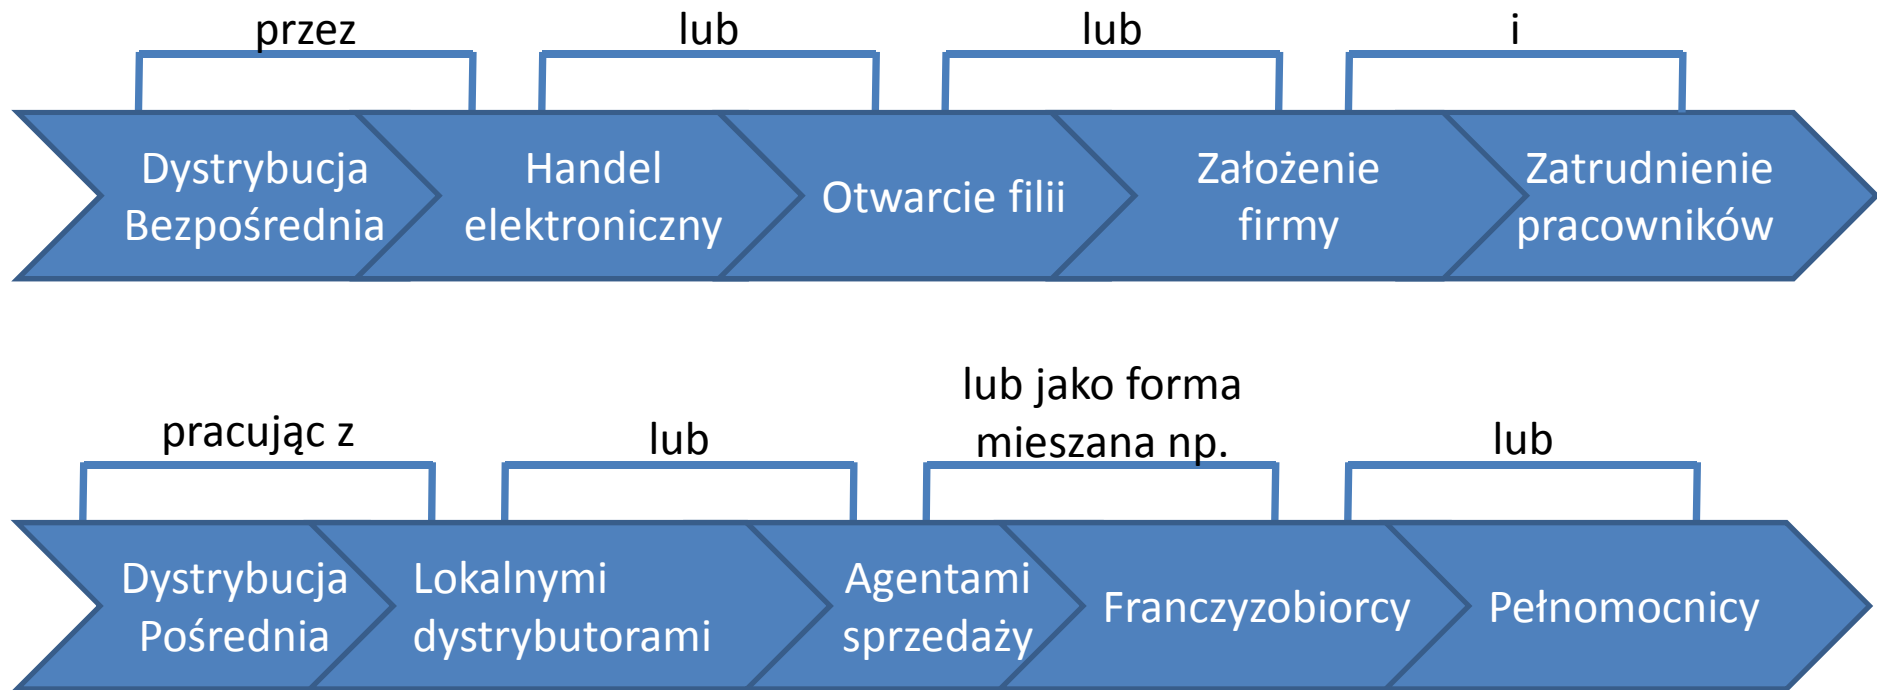 przez
lub
lub
i
Dystrybucja
Bezpośrednia
Handel
elektroniczny
Otwarcie filii
Założenie
firmy
Zatrudnienie
pracowników
pracując z
lub
lub jako forma
mieszana np.
lub
Dystrybucja
Pośrednia
Lokalnymi
dystrybutorami
Agentami
sprzedaży
Franczyzobiorcy
Pełnomocnicy